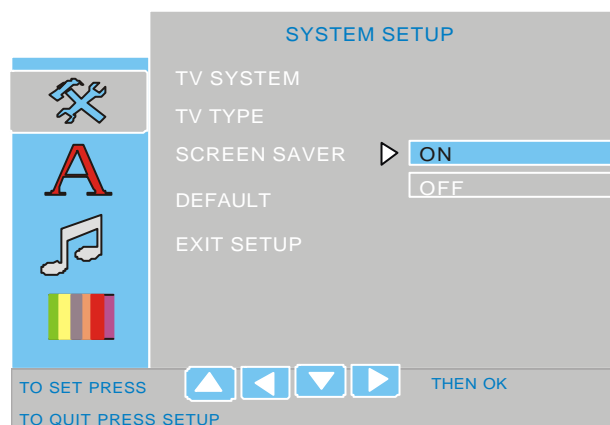 SYSTEM SETUP
TV SYSTEM
TV TYPE
SCREEN SAVER
ON
OFF
DEFAULT
EXIT SETUP
TO SET PRESS
THEN OK
TO QUIT PRESS SETUP